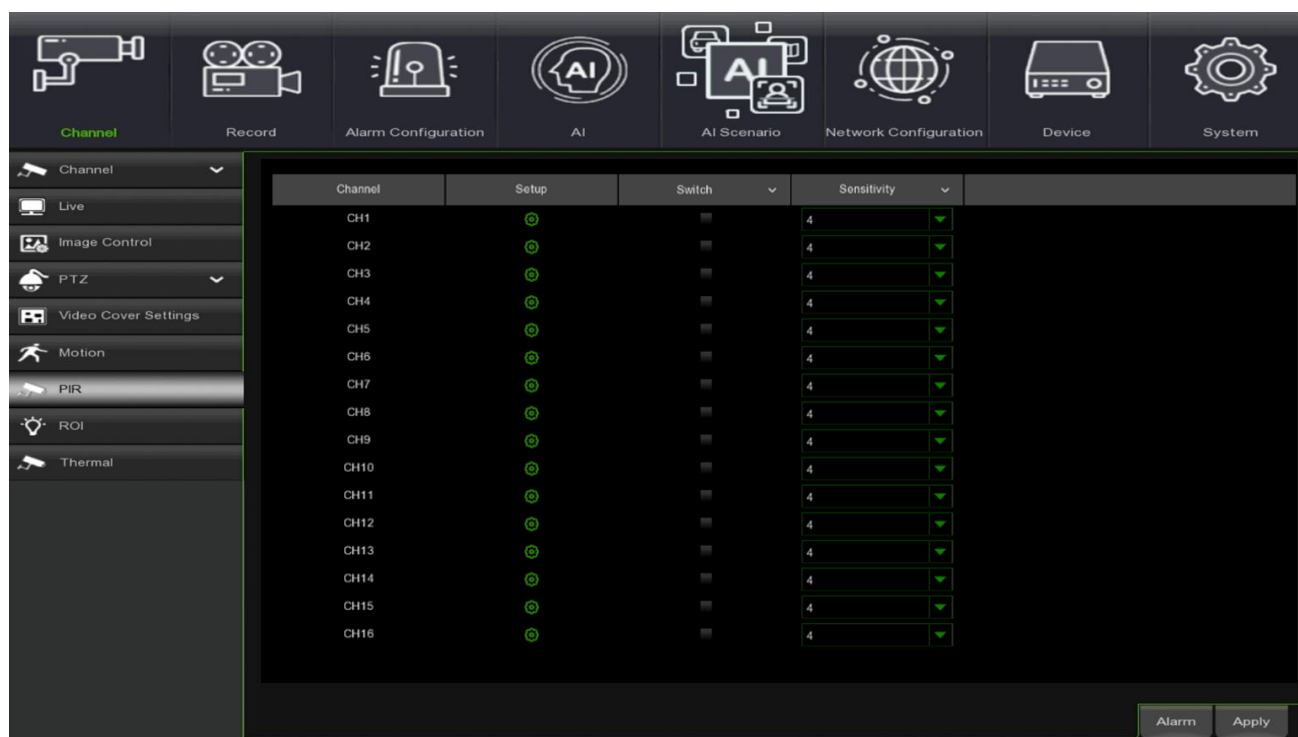 AI
AI
Channel Record Alarm Configuration AI AI Scenario Network Configuration Device System
Channel
Live
Image Control
PTZ
Video Cover Settings
Motion
PIR
ROI
Thermal
Channel Setup Switch Sensitivity
CH1 4
CH2 4
CH3 4
CH4 4
CH5 4
CH6 4
CH7 4
CH8 4
CH9 4
CH10 4
CH11 4
CH12 4
CH13 4
CH14 4
CH15 4
CH16 4
Alarm Apply